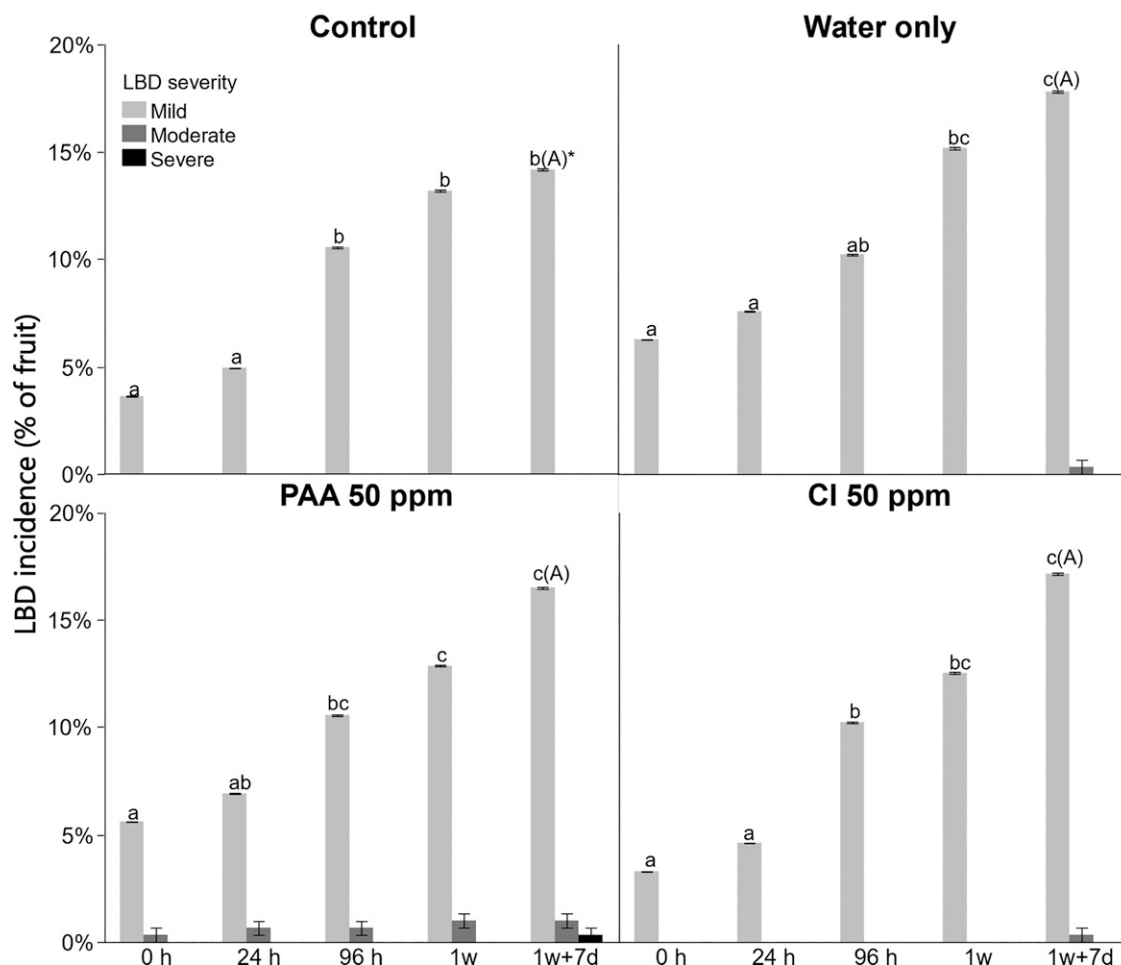 Control
Water only
20%
LBD severity
Mild
Moderate
Severe
15%
10%
5%
0%
a
a
b
b
b(A)*
a
a
ab
bc
c(A)
LBD incidence (% of fruit)
PAA 50 ppm
Cl 50 ppm
20%
15%
10%
5%
0%
a
ab
bc
c
c(A)
a
a
b
bc
c(A)
0 h 24 h 96 h 1w 1w+7d
0 h 24 h 96 h 1w 1w+7d